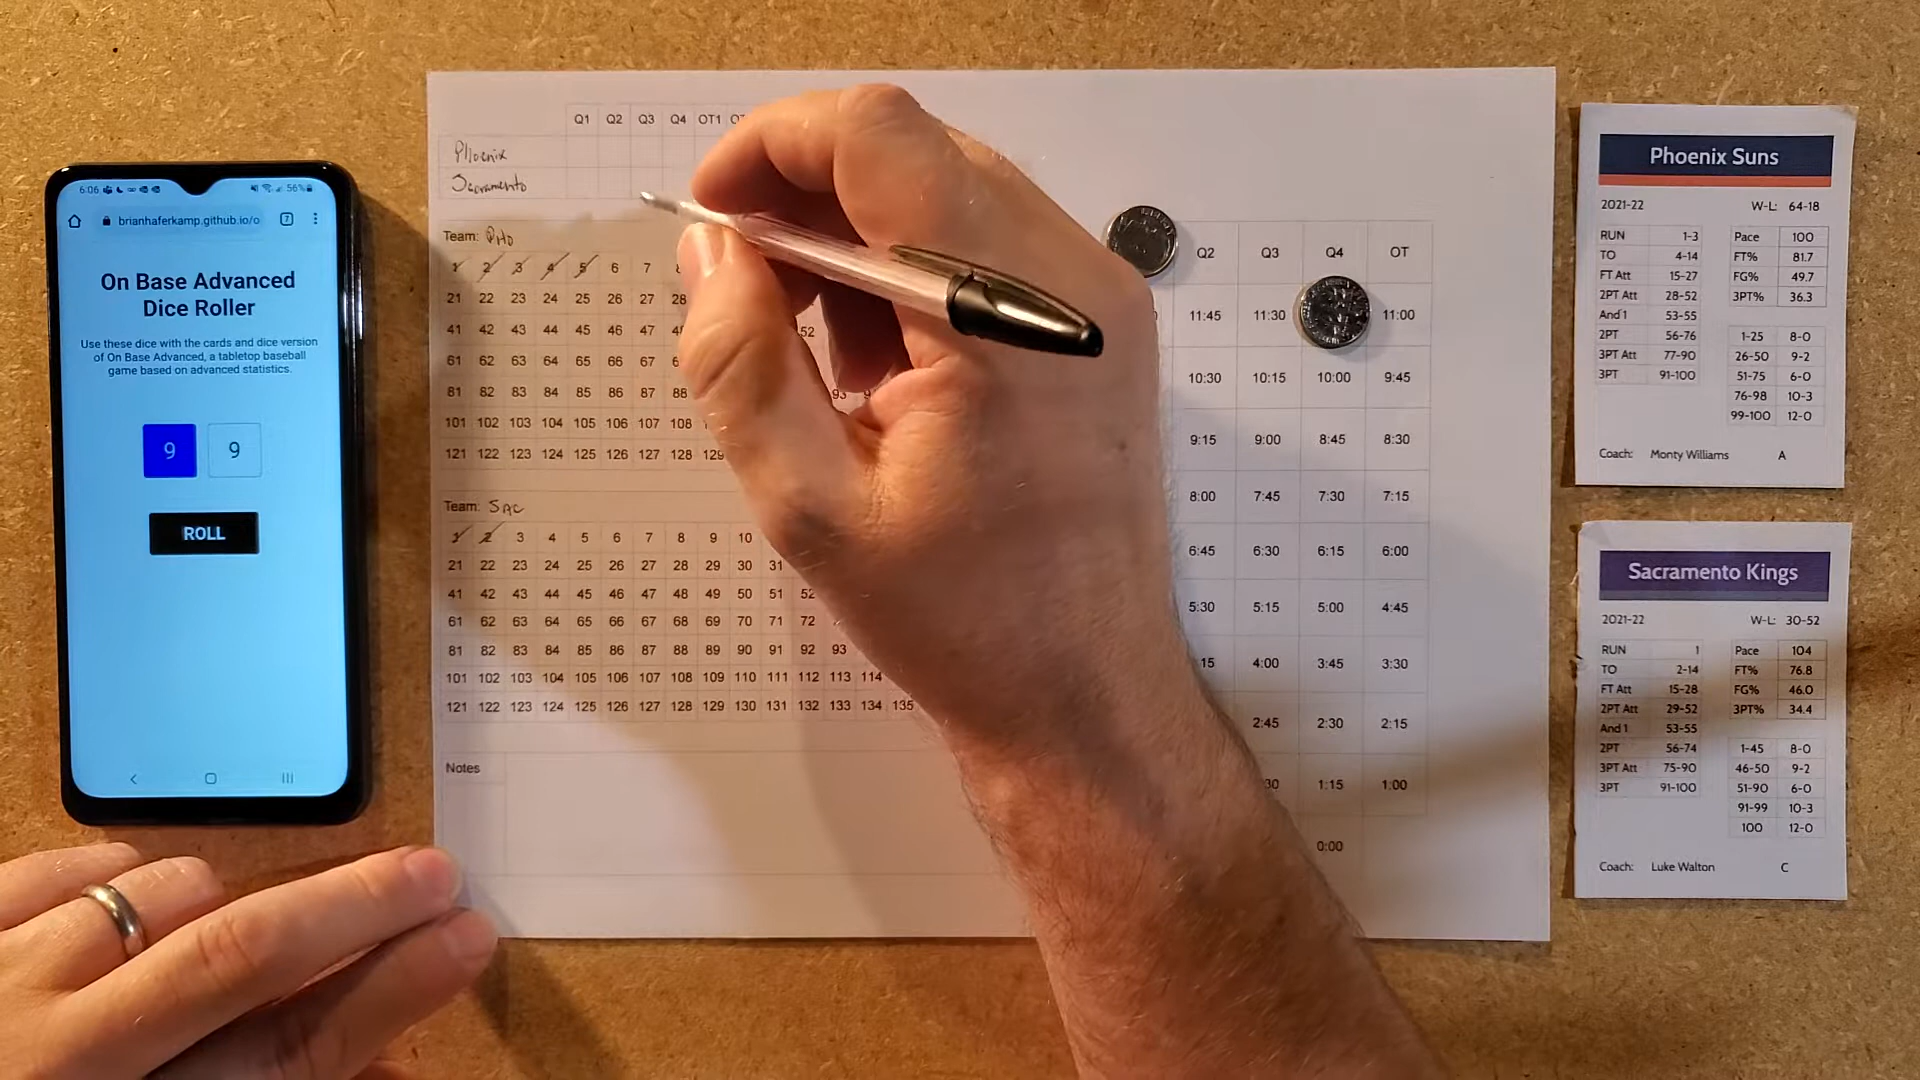 6:06 56%
brianhaferkamp.github.io/o 7
On Base Advanced
Dice Roller
Use these dice with the cards and dice version
of On Base Advanced, a tabletop baseball
game based on advanced statistics.
9 9
ROLL
Q1 Q2 Q3 Q4 OT1
Phoenix
Sacramento
Team: PHO
1 2 3 4 5 6 7
21 22 23 24 25 26 27 28
41 42 43 44 45 46 47 52
61 62 63 64 65 66 67
81 82 83 84 85 86 87 88 93
101 102 103 104 105 106 107 108
121 122 123 124 125 126 127 128 129
Team: SAC
1 2 3 4 5 6 7 8 9 10
21 22 23 24 25 26 27 28 29 30 31
41 42 43 44 45 46 47 48 49 50 51 52
61 62 63 64 65 66 67 68 69 70 71 72
81 82 83 84 85 86 87 88 89 90 91 92 93
101 102 103 104 105 106 107 108 109 110 111 112 113 114
121 122 123 124 125 126 127 128 129 130 131 132 133 134 135
Notes
Q2 Q3 Q4 OT
11:45 11:30 11:00
10:30 10:15 10:00 9:45
9:15 9:00 8:45 8:30
8:00 7:45 7:30 7:15
6:45 6:30 6:15 6:00
5:30 5:15 5:00 4:45
15 4:00 3:45 3:30
2:45 2:30 2:15
30 1:15 1:00
0:00
Phoenix Suns
2021-22 W-L: 64-18
RUN 1-3 Pace 100
TO 4-14 FT% 81.7
FT Att 15-27 FG% 49.7
2PT Att 28-52 3PT% 36.3
And 1 53-55
2PT 56-76 1-25 8-0
3PT Att 77-90 26-50 9-2
3PT 91-100 51-75 6-0
76-98 10-3
99-100 12-0
Coach: Monty Williams A
Sacramento Kings
2021-22 W-L: 30-52
RUN 1 Pace 104
TO 2-14 FT% 76.8
FT Att 15-28 FG% 46.0
2PT Att 29-52 3PT% 34.4
And 1 53-55
2PT 56-74 1-45 8-0
3PT Att 75-90 46-50 9-2
3PT 91-100 51-90 6-0
91-99 10-3
100 12-0
Coach: Luke Walton C